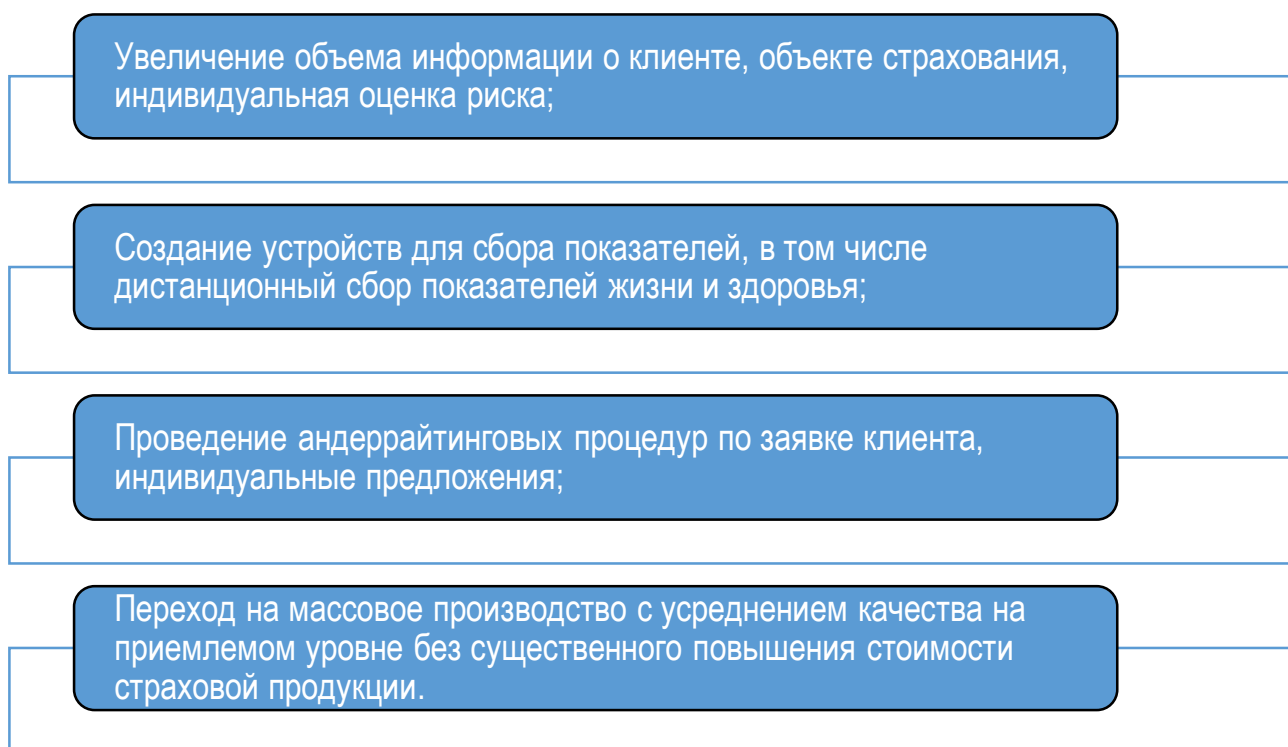 Увеличение объема информации о клиенте, объекте страхования,
индивидуальная оценка риска;
Создание устройств для сбора показателей, в том числе
дистанционный сбор показателей жизни и здоровья;
Проведение андеррайтинговых процедур по заявке клиента,
индивидуальные предложения;
Переход на массовое производство с усреднением качества на
приемлемом уровне без существенного повышения стоимости
страховой продукции.